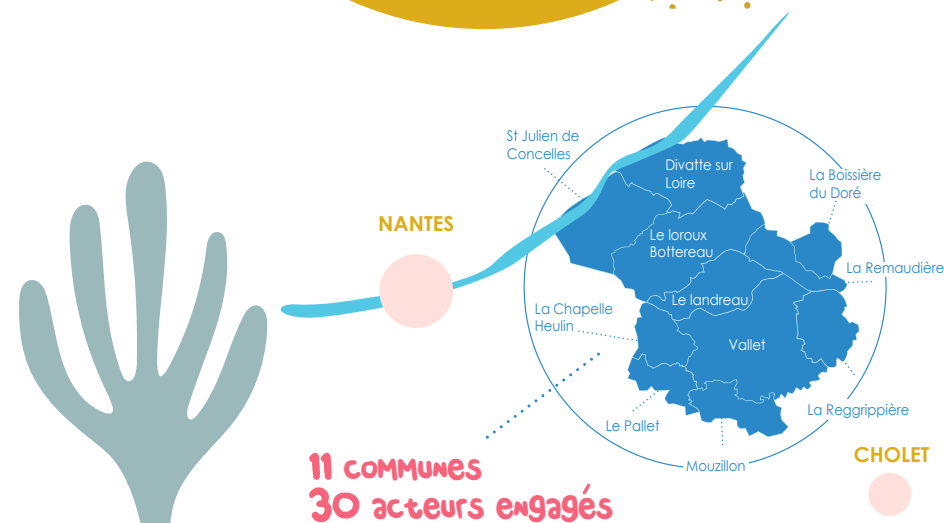 St Julien de
Concelles
Divatte sur
Loire
La Boissière
du Doré
NANTES
Le loroux
Bottereau
La Remaudière
Le landreau
La Chapelle
Heulin
Vallet
La Reggrippière
Le Pallet
Mouzillon
CHOLET
11 communes
30 acteurs engagés